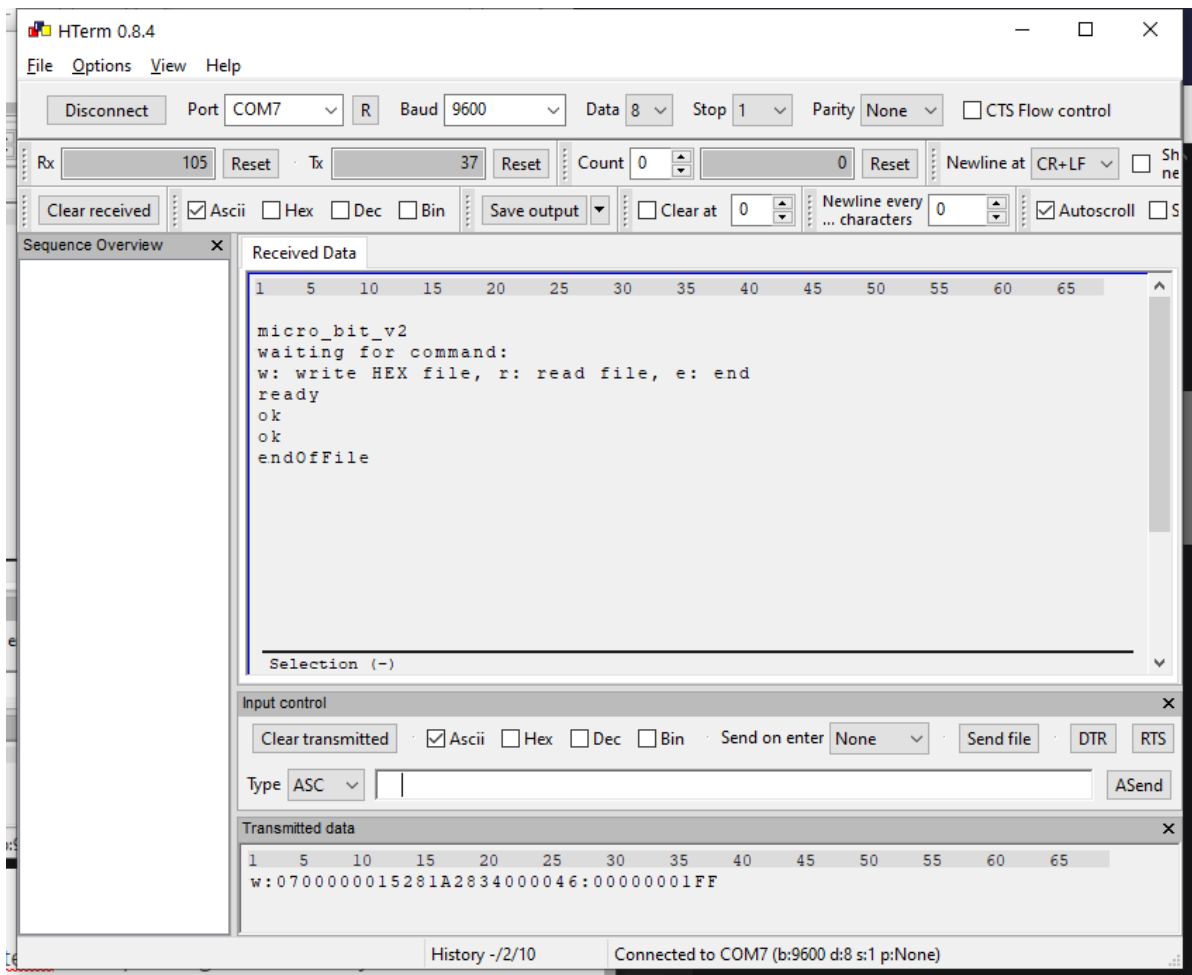 HTerm 0.8.4
File Options View Help
Disconnect Port COM7 R Baud 9600 Data 8 Stop 1 Parity None CTS Flow control
Rx 105 Reset Tx 37 Reset Count 0 0 Reset Newline at CR+LF Sh
ne
Clear received Ascii Hex Dec Bin Save output Clear at 0 Newline every
... characters 0 Autoscroll S
Sequence Overview X
Received Data
1 5 10 15 20 25 30 35 40 45 50 55 60 65
micro_bit_v2
waiting for command:
w: write HEX file, r: read file, e: end
ready
ok
ok
endOfFile
Selection (-)
Input control
Clear transmitted Ascii Hex Dec Bin Send on enter None Send file DTR RTS
Type ASC ASend
Transmitted data
1 5 10 15 20 25 30 35 40 45 50 55 60 65
w:0700000015281A2834000046:00000001FF
History -/2/10 Connected to COM7 (b:9600 d:8 s:1 p:None)